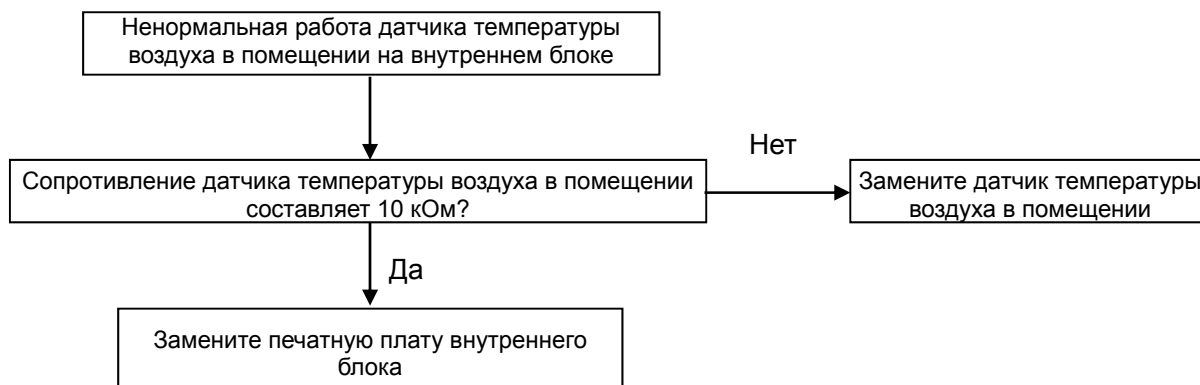 Ненормальная работа датчика температуры
воздуха в помещении на внутреннем блоке
Нет
Сопротивление датчика температуры воздуха в помещении
составляет 10 кОм?
Замените датчик температуры
воздуха в помещении
Да
Замените печатную плату внутреннего
блока